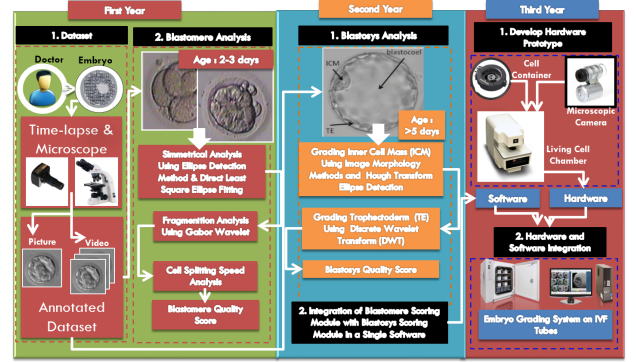 First Year
1. Dataset
Doctor
Embryo
Time-lapse &
Microscope
Picture
Video
Annotated
Dataset
2. Blastomere Analysis
Age : 2-3 days
Simmetrical Analysis
Using Ellipse Detection
Method & Direct Least
Square Ellipse Fitting
Fragmentition Analysis
Using Gabor Wavelet
Cell Splitting Speed
Analysis
Blastomere Quality
Score
Second Year
1. Blastosys Analysis
blastocoel
ICM
TE
Age :
>5 days
Grading Inner Cell Mass (ICM)
Using Image Morphology
Methods and Hough Transform
Ellipse Detection
Grading Trophectoderm (TE)
Using Discrete Wavelet
Transform (DWT)
Blastosys Quality Score
2. Integration of Blastomere Scoring
Module with Blastosys Scoring
Module in a Single Software
Third Year
1. Develop Hardware
Prototype
Cell
Container
Microscopic
Camera
Living Cell
Chamber
Software
Hardware
2. Hardware and
Software Integration
Embryo Grading System on IVF
Tubes